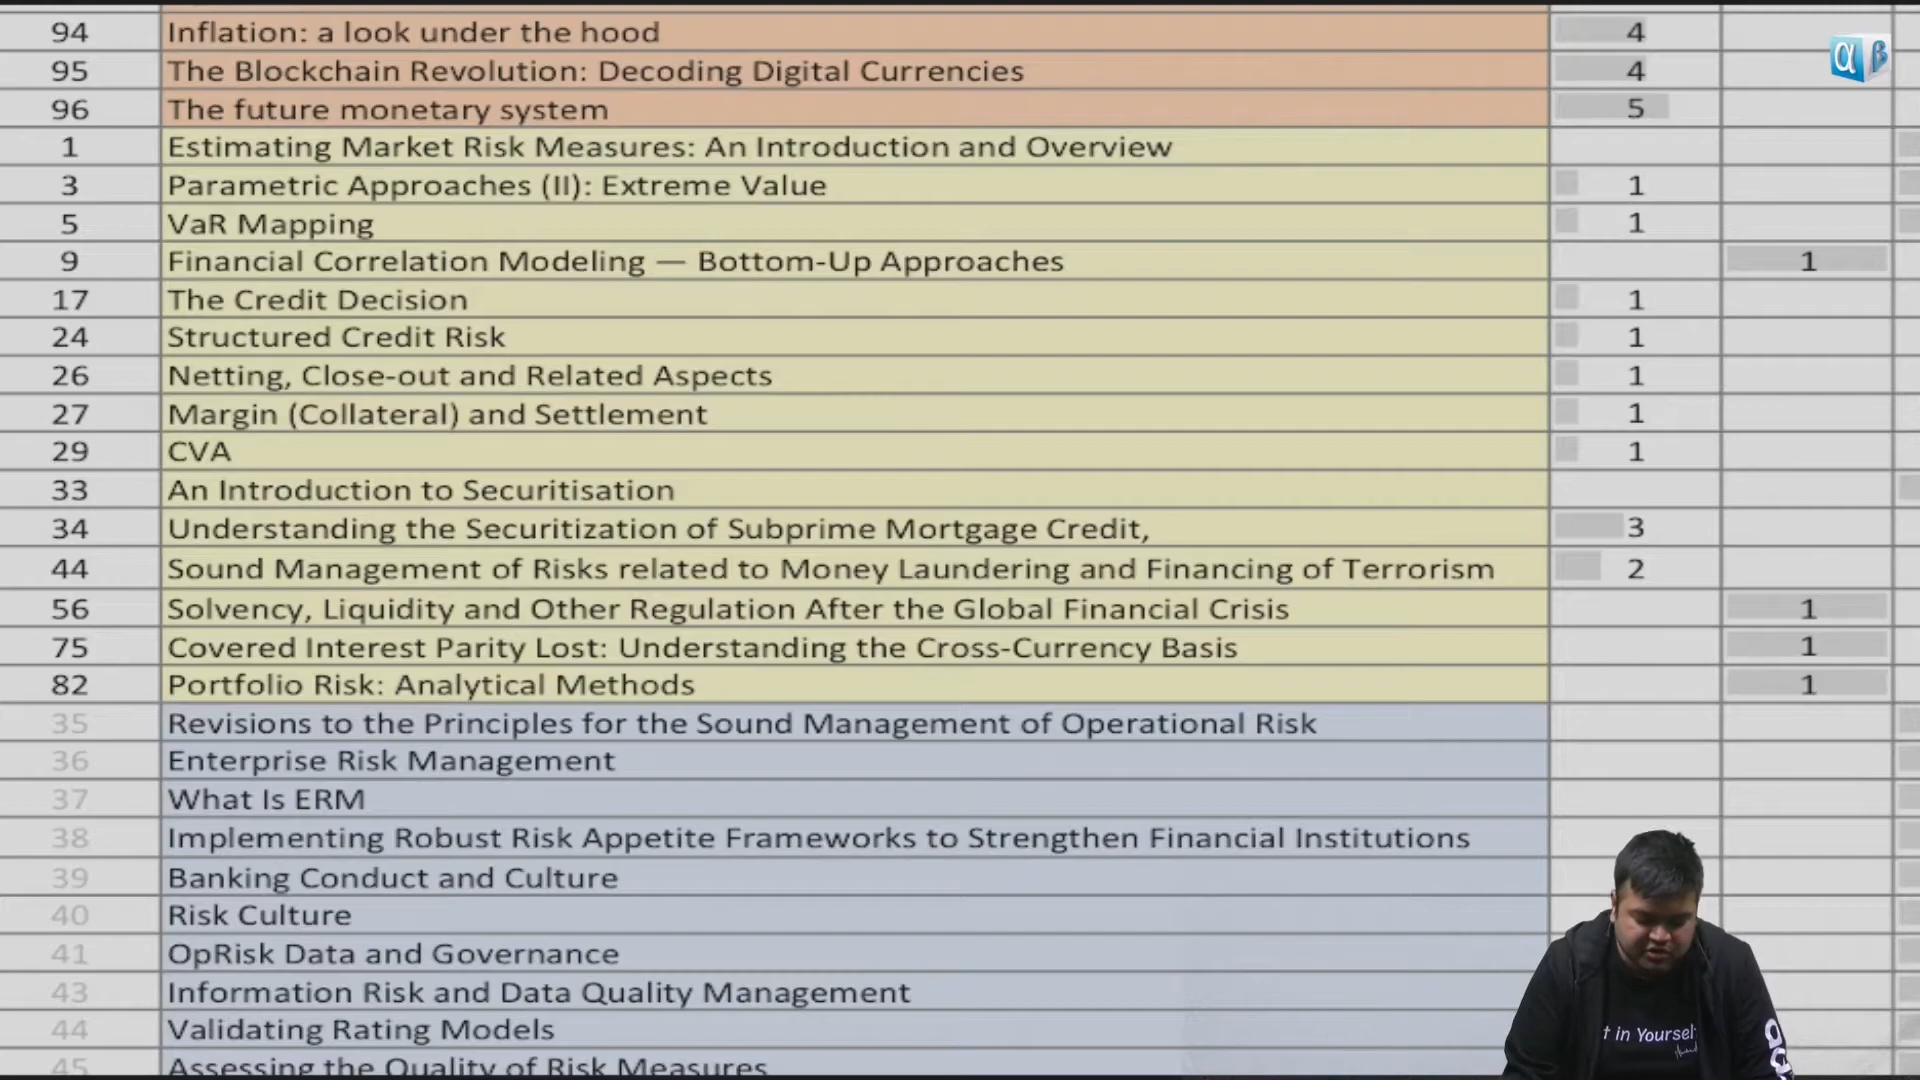 94 Inflation: a look under the hood 4
95 The Blockchain Revolution: Decoding Digital Currencies 4
96 The future monetary system 5
1 Estimating Market Risk Measures: An Introduction and Overview
3 Parametric Approaches (II): Extreme Value 1
5 VaR Mapping 1
9 Financial Correlation Modeling — Bottom-Up Approaches 1
17 The Credit Decision 1
24 Structured Credit Risk 1
26 Netting, Close-out and Related Aspects 1
27 Margin (Collateral) and Settlement 1
29 CVA 1
33 An Introduction to Securitisation
34 Understanding the Securitization of Subprime Mortgage Credit, 3
44 Sound Management of Risks related to Money Laundering and Financing of Terrorism 2
56 Solvency, Liquidity and Other Regulation After the Global Financial Crisis 1
75 Covered Interest Parity Lost: Understanding the Cross-Currency Basis 1
82 Portfolio Risk: Analytical Methods 1
35 Revisions to the Principles for the Sound Management of Operational Risk
36 Enterprise Risk Management
37 What Is ERM
38 Implementing Robust Risk Appetite Frameworks to Strengthen Financial Institutions
39 Banking Conduct and Culture
40 Risk Culture
41 OpRisk Data and Governance
43 Information Risk and Data Quality Management
44 Validating Rating Models
45 Assessing the Quality of Risk Measures
α β
t in Yoursel